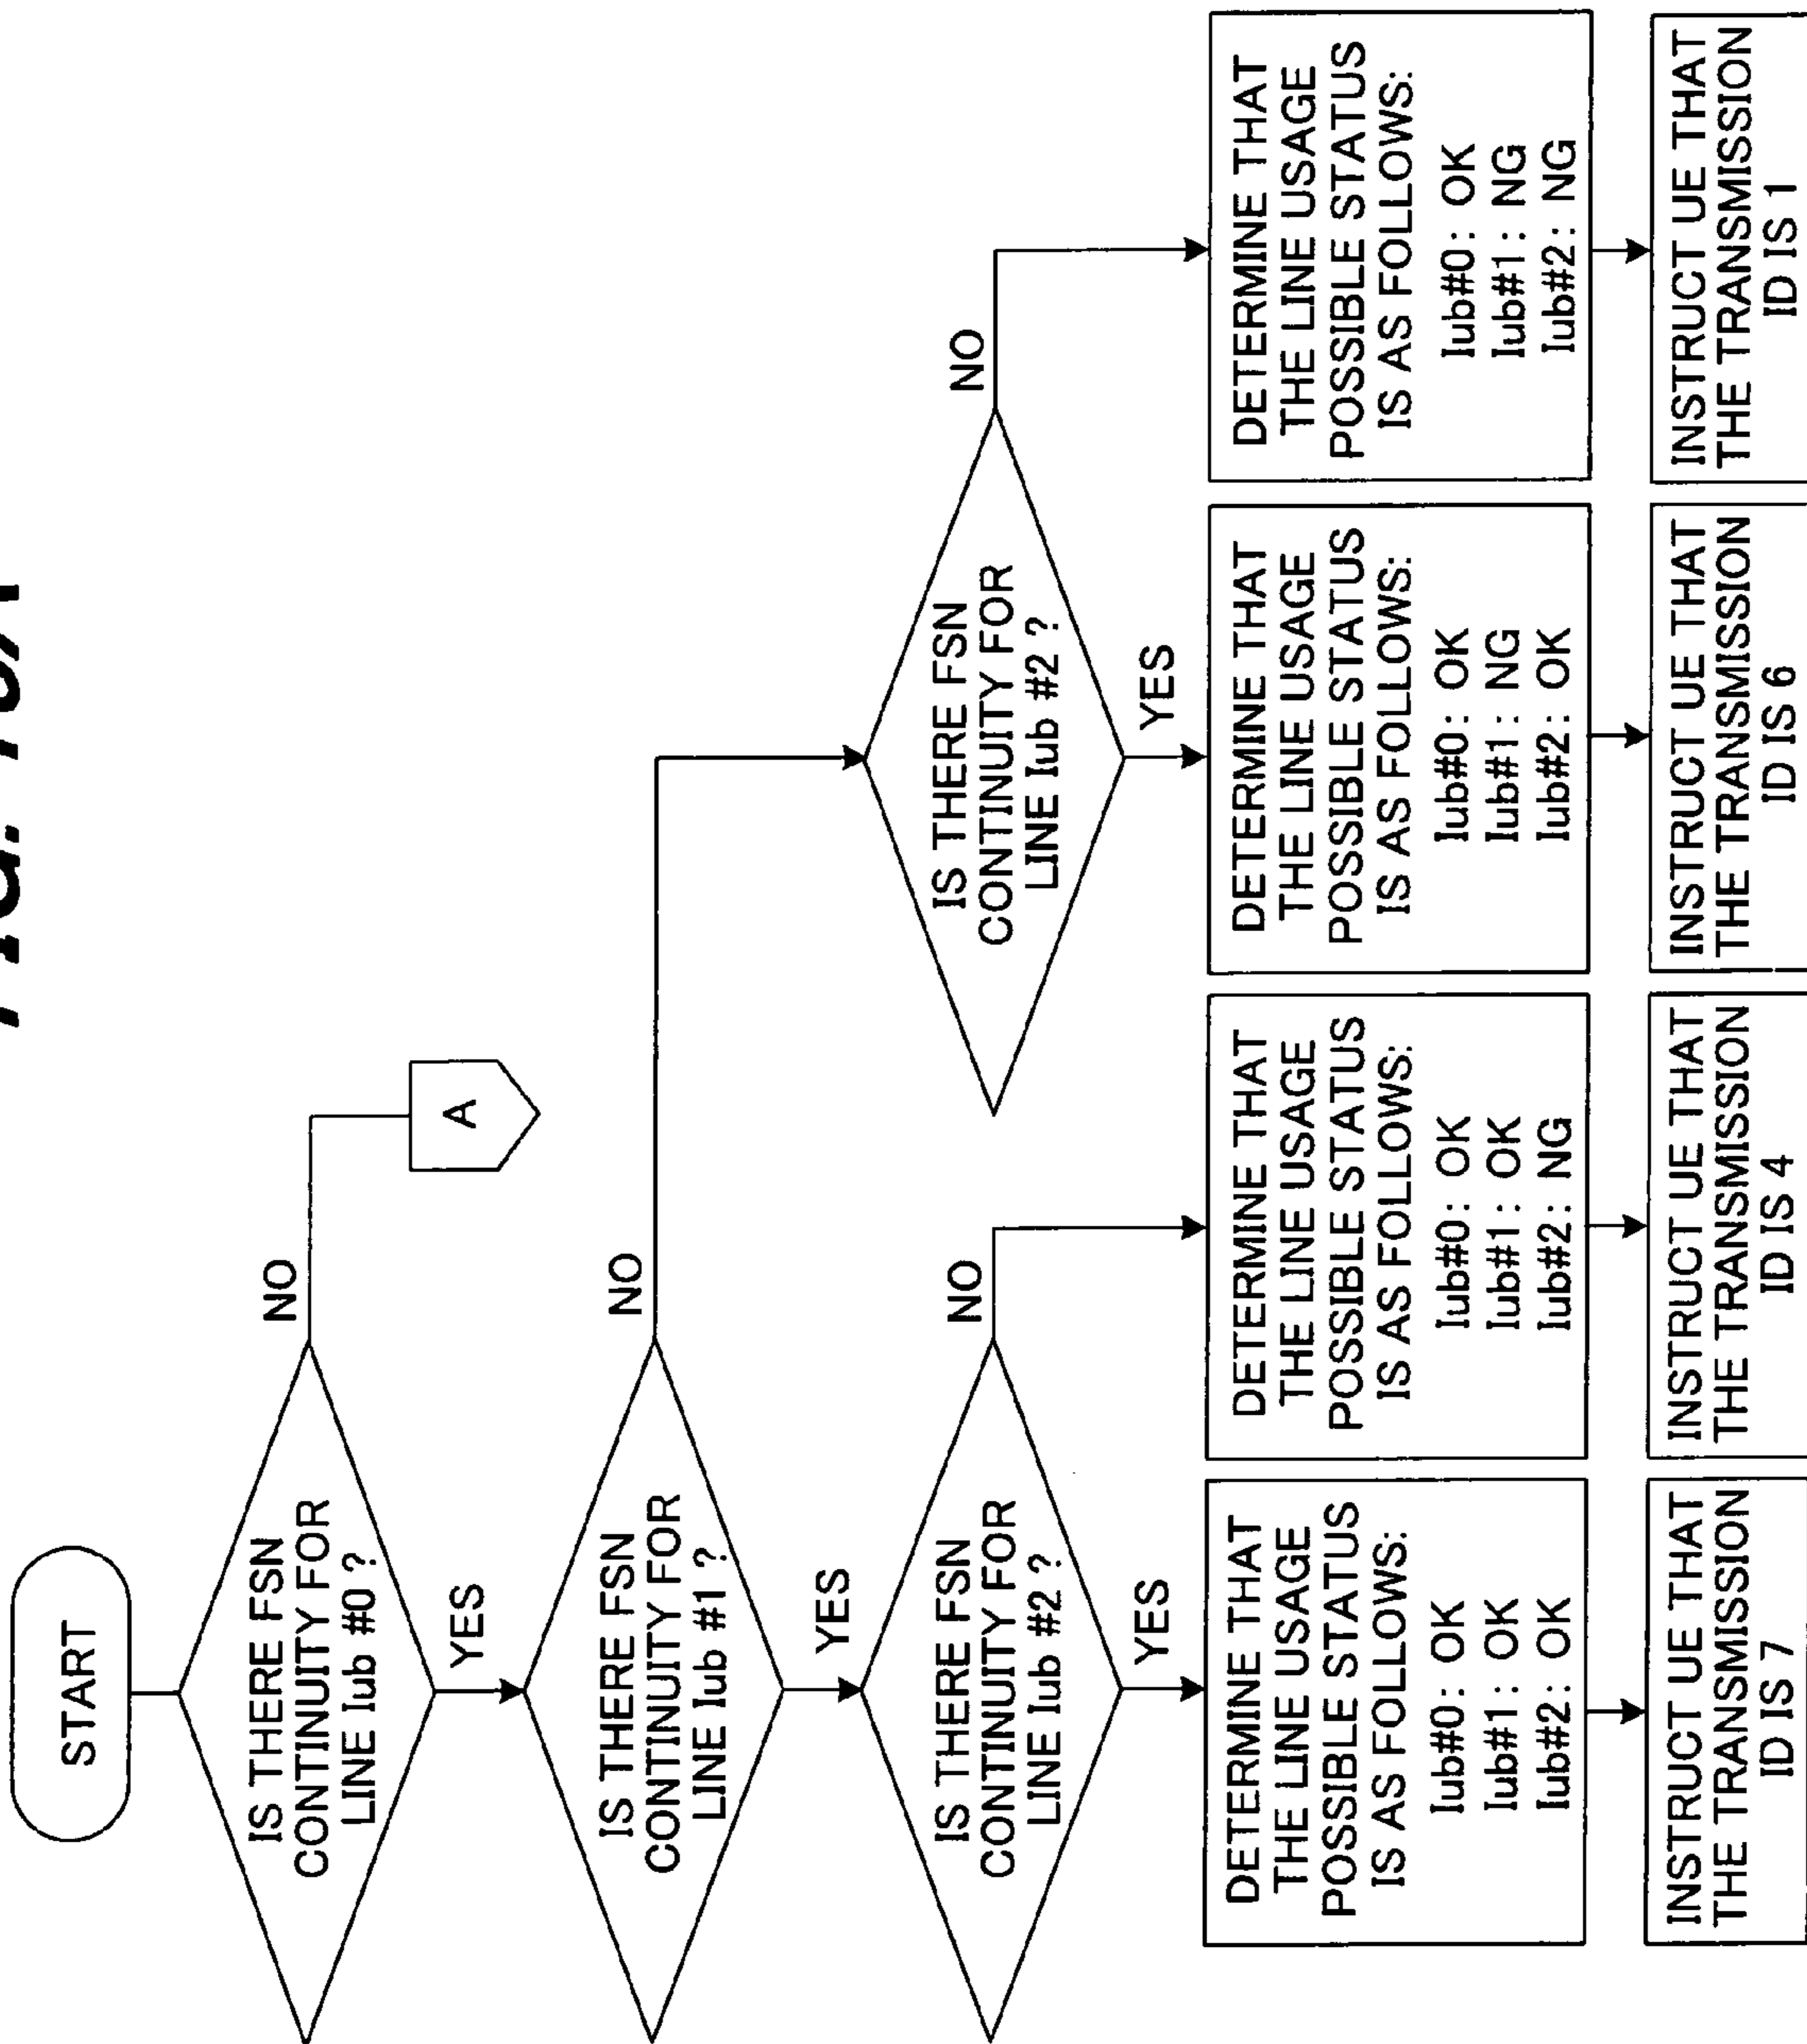 START
IS THERE FSN
CONTINUITY FOR
LINE Iub #0 ?
NO
A
YES
IS THERE FSN
CONTINUITY FOR
LINE Iub #1 ?
NO
YES
IS THERE FSN
CONTINUITY FOR
LINE Iub #2 ?
NO
YES
IS THERE FSN
CONTINUITY FOR
LINE Iub #2 ?
NO
YES
DETERMINE THAT
THE LINE USAGE
POSSIBLE STATUS
IS AS FOLLOWS:
Iub#0: OK
Iub#1: OK
Iub#2: OK
DETERMINE THAT
THE LINE USAGE
POSSIBLE STATUS
IS AS FOLLOWS:
Iub#0: OK
Iub#1: OK
Iub#2: NG
DETERMINE THAT
THE LINE USAGE
POSSIBLE STATUS
IS AS FOLLOWS:
Iub#0: OK
Iub#1: NG
Iub#2: OK
DETERMINE THAT
THE LINE USAGE
POSSIBLE STATUS
IS AS FOLLOWS:
Iub#0: OK
Iub#1: NG
Iub#2: NG
INSTRUCT UE THAT
THE TRANSMISSION
ID IS 7
INSTRUCT UE THAT
THE TRANSMISSION
ID IS 4
INSTRUCT UE THAT
THE TRANSMISSION
ID IS 6
INSTRUCT UE THAT
THE TRANSMISSION
ID IS 1